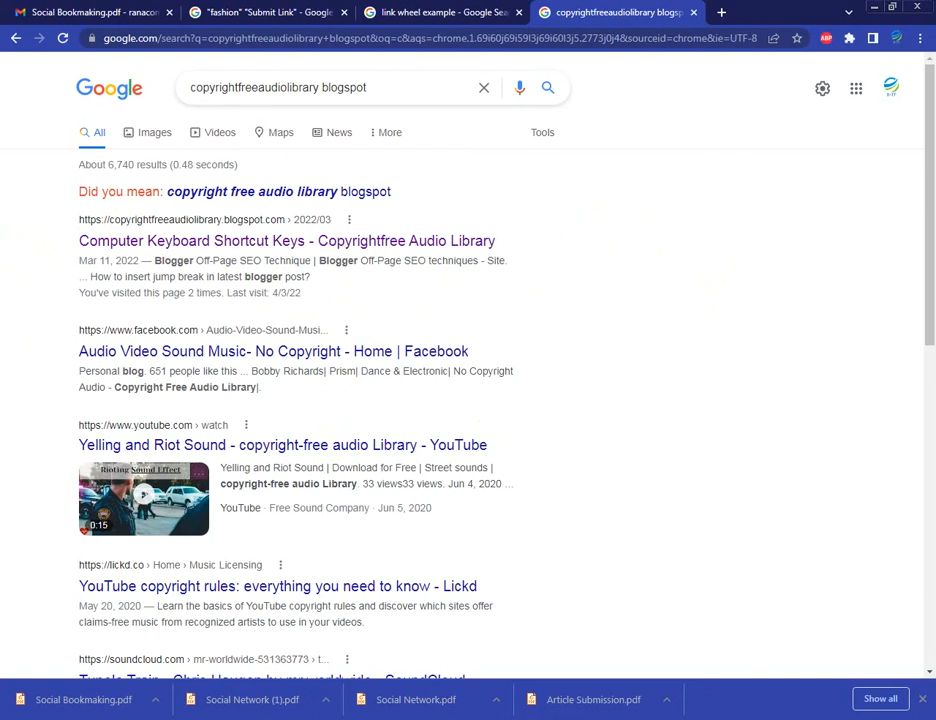 Social Bookmaking.pdf - ranacon
"fashion" "Submit Link" - Google
link wheel example - Google Sea
copyrightfreeaudiolibrary blogsp
google.com/search?q=copyrightfreeaudiolibrary+blogspot&oq=c&aqs=chrome.1.69i60j69i59l3j69i60l3j5.2773j0j4&sourceid=chrome&ie=UTF-8
ABP
Google
copyrightfreeaudiolibrary blogspot
All
Images
Videos
Maps
News
More
Tools
About 6,740 results (0.48 seconds)
Did you mean: copyright free audio library blogspot
https://copyrightfreeaudiolibrary.blogspot.com › 2022/03
Computer Keyboard Shortcut Keys - Copyrightfree Audio Library
Mar 11, 2022 — Blogger Off-Page SEO Technique | Blogger Off-Page SEO techniques - Site.
... How to insert jump break in latest blogger post?
You've visited this page 2 times. Last visit: 4/3/22
https://www.facebook.com › Audio-Video-Sound-Musi...
Audio Video Sound Music- No Copyright - Home | Facebook
Personal blog. 651 people like this ... Bobby Richards| Prism| Dance & Electronic| No Copyright
Audio - Copyright Free Audio Library|.
https://www.youtube.com › watch
Yelling and Riot Sound - copyright-free audio Library - YouTube
Rioting Sound Effect
0:15
Yelling and Riot Sound | Download for Free | Street sounds |
copyright-free audio Library. 33 views33 views. Jun 4, 2020 ...
YouTube · Free Sound Company · Jun 5, 2020
https://lickd.co › Home › Music Licensing
YouTube copyright rules: everything you need to know - Lickd
May 20, 2020 — Learn the basics of YouTube copyright rules and discover which sites offer
claims-free music from recognized artists to use in your videos.
https://soundcloud.com › mr-worldwide-531363773 › t...
Social Bookmaking.pdf
Social Network (1).pdf
Social Network.pdf
Article Submission.pdf
Show all